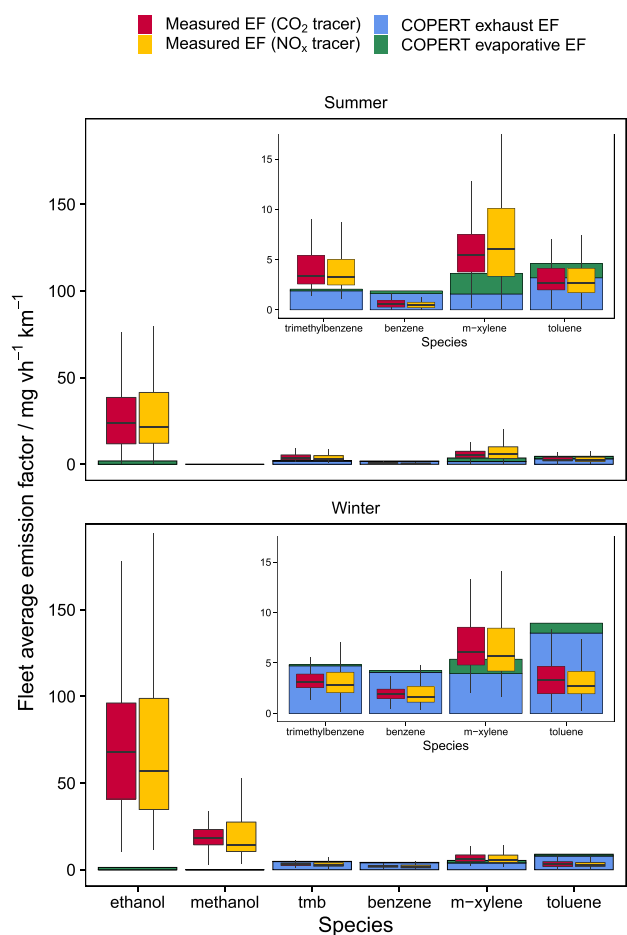 Measured EF (CO₂ tracer)
Measured EF (NOₓ tracer)
COPERT exhaust EF
COPERT evaporative EF
Fleet average emission factor / mg vh⁻¹ km⁻¹
Summer
150
100
50
0
15
10
5
0
trimethylbenzene benzene m−xylene toluene
Species
Winter
150
100
50
0
15
10
5
0
trimethylbenzene benzene m−xylene toluene
Species
ethanol methanol tmb benzene m−xylene toluene
Species